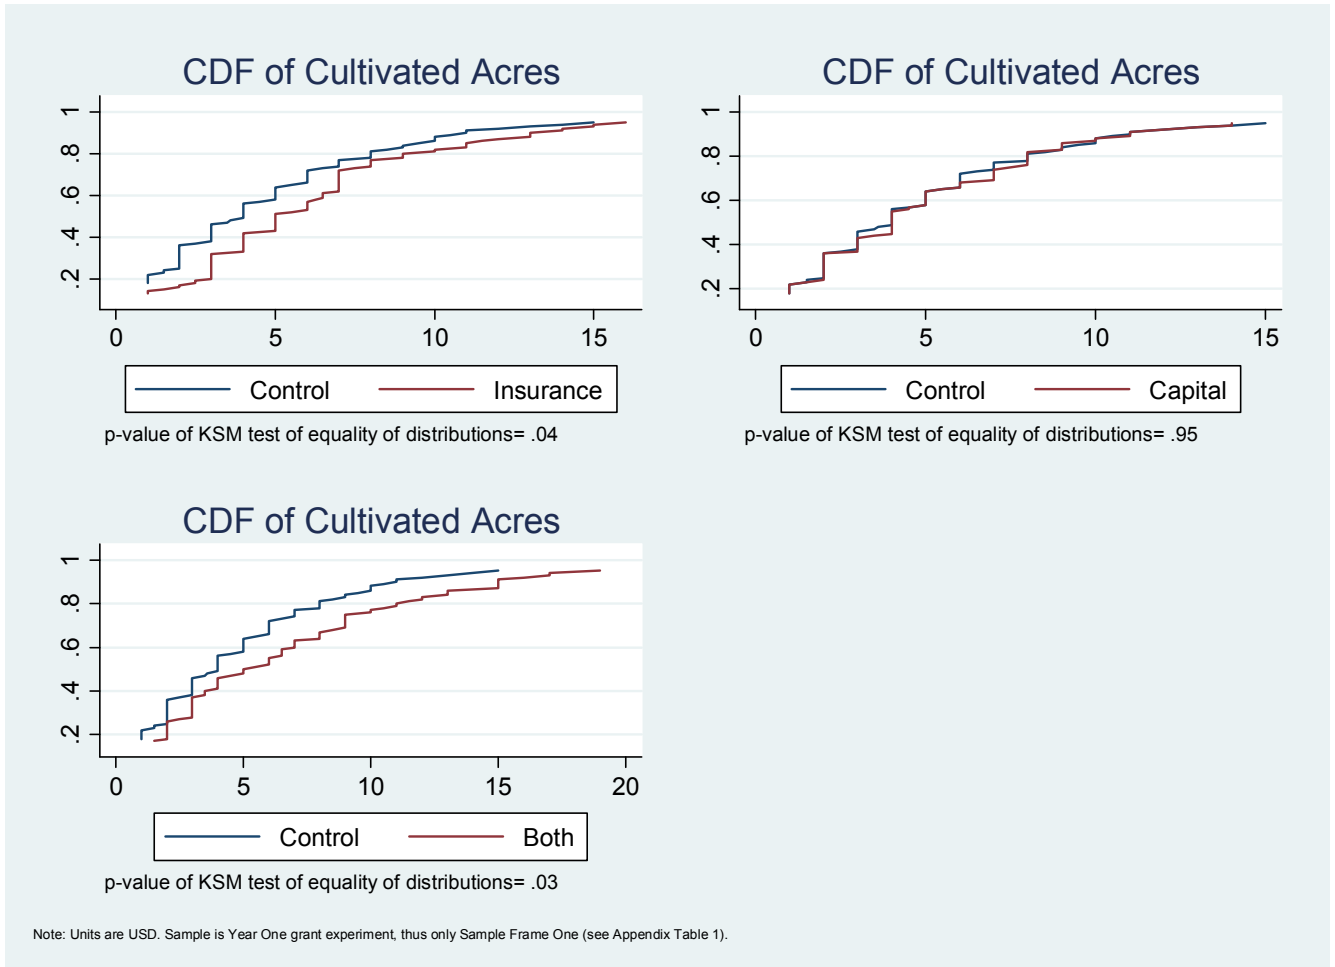 CDF of Cultivated Acres
1
.8
.6
.4
.2
0 5 10 15
Control Insurance
p-value of KSM test of equality of distributions= .04
CDF of Cultivated Acres
1
.8
.6
.4
.2
0 5 10 15
Control Capital
p-value of KSM test of equality of distributions= .95
CDF of Cultivated Acres
1
.8
.6
.4
.2
0 5 10 15 20
Control Both
p-value of KSM test of equality of distributions= .03
Note: Units are USD. Sample is Year One grant experiment, thus only Sample Frame One (see Appendix Table 1).